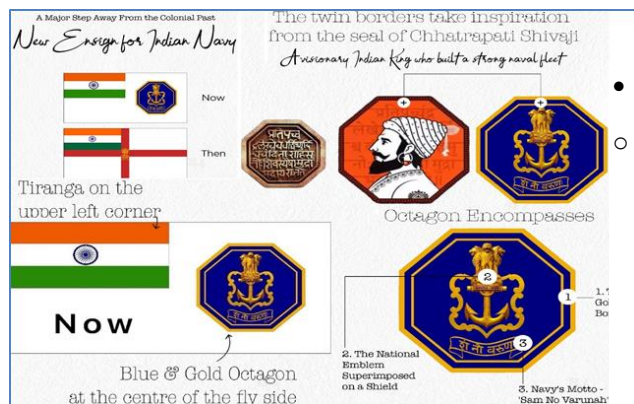 A Major Step Away From the Colonial Past
New Ensign for Indian Navy
Now
Then
The twin borders take inspiration
from the seal of Chhatrapati Shivaji
A visionary Indian King who built a strong naval fleet
Tiranga on the
upper left corner
Now
Blue & Gold Octagon
at the centre of the fly side
Octagon Encompasses
2
1
3
शं नो वरुणः
2. The National
Emblem
Superimposed
on a Shield
3. Navy's Motto -
'Sam No Varunah'